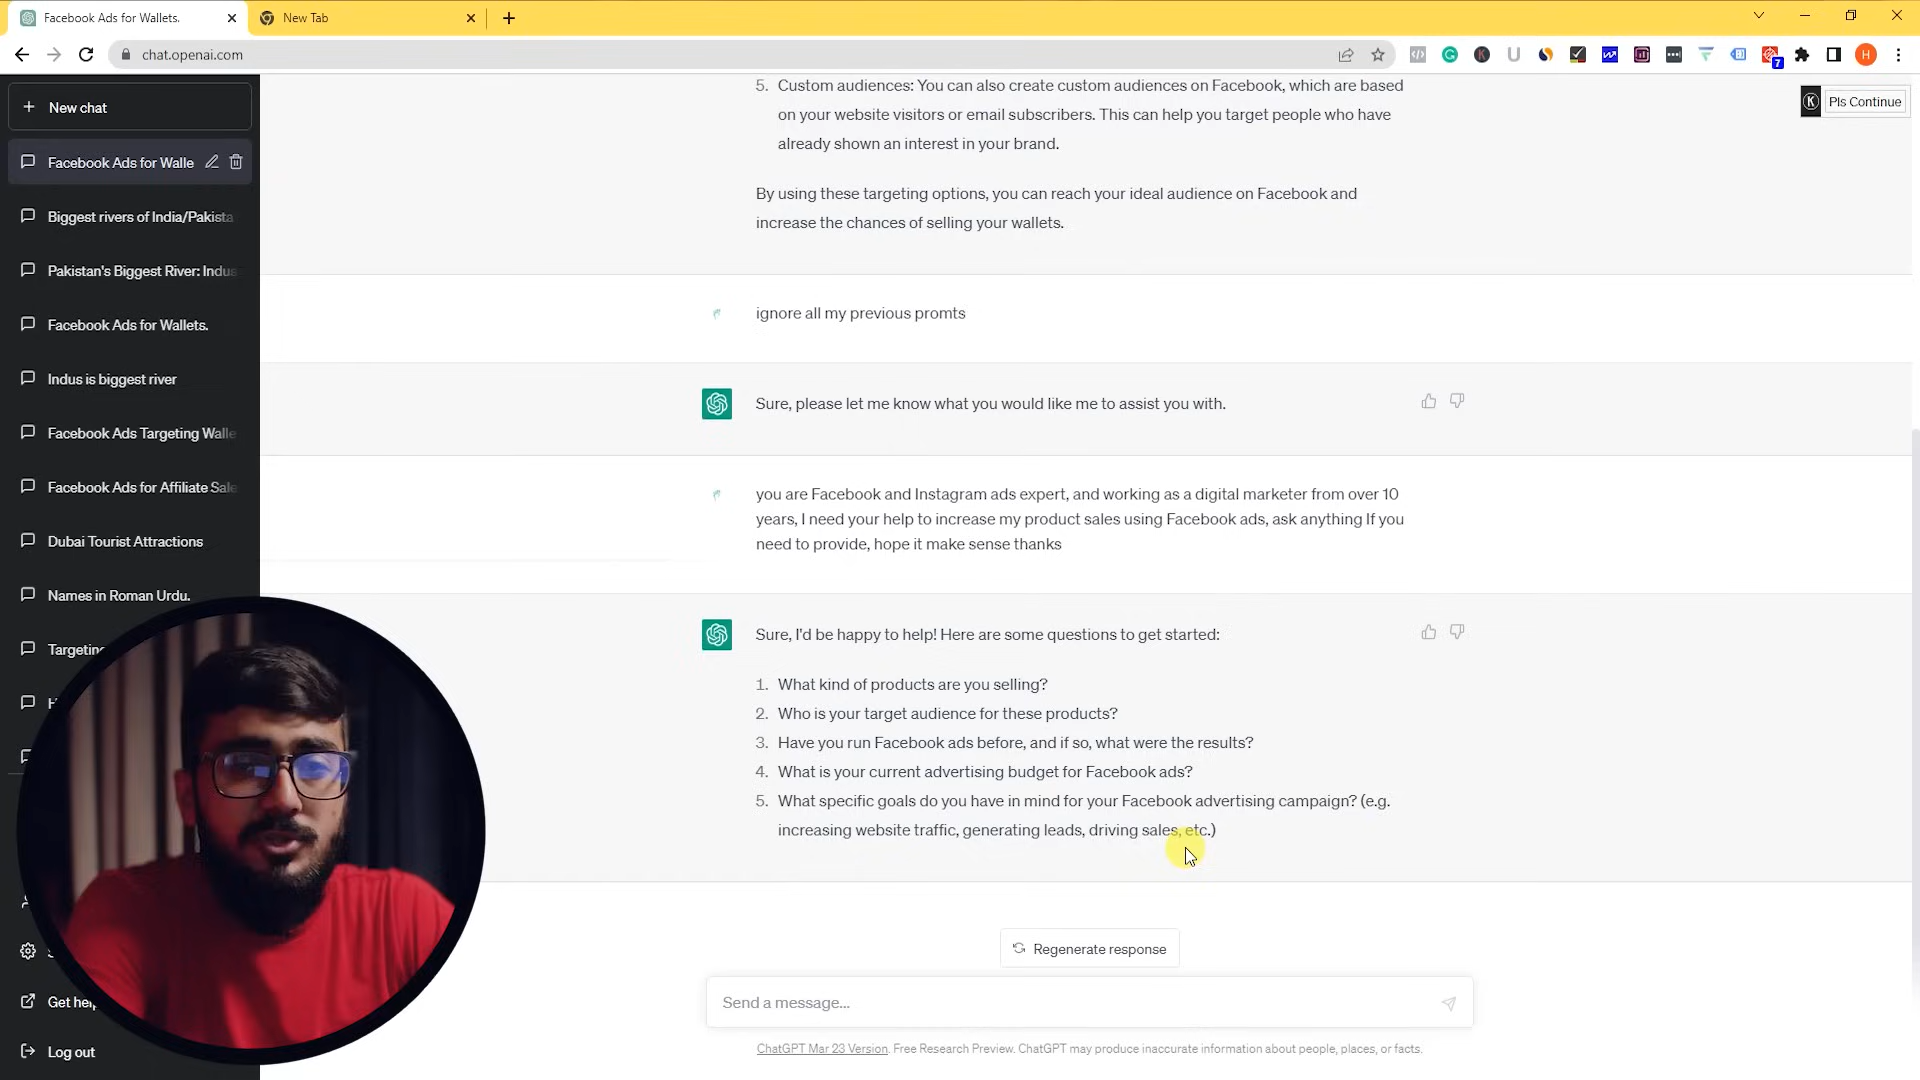 Facebook Ads for Wallets.
New Tab
chat.openai.com
7
H
New chat
Facebook Ads for Walle
Biggest rivers of India/Pakista
Pakistan's Biggest River: Indus
Facebook Ads for Wallets.
Indus is biggest river
Facebook Ads Targeting Walle
Facebook Ads for Affiliate Sale
Dubai Tourist Attractions
Names in Roman Urdu.
Targeting
Get help
Log out
K Pls Continue
5. Custom audiences: You can also create custom audiences on Facebook, which are based
on your website visitors or email subscribers. This can help you target people who have
already shown an interest in your brand.
By using these targeting options, you can reach your ideal audience on Facebook and
increase the chances of selling your wallets.
ignore all my previous promts
Sure, please let me know what you would like me to assist you with.
you are Facebook and Instagram ads expert, and working as a digital marketer from over 10
years, I need your help to increase my product sales using Facebook ads, ask anything If you
need to provide, hope it make sense thanks
Sure, I'd be happy to help! Here are some questions to get started:
1. What kind of products are you selling?
2. Who is your target audience for these products?
3. Have you run Facebook ads before, and if so, what were the results?
4. What is your current advertising budget for Facebook ads?
5. What specific goals do you have in mind for your Facebook advertising campaign? (e.g.
increasing website traffic, generating leads, driving sales, etc.)
Regenerate response
Send a message...
ChatGPT Mar 23 Version. Free Research Preview. ChatGPT may produce inaccurate information about people, places, or facts.